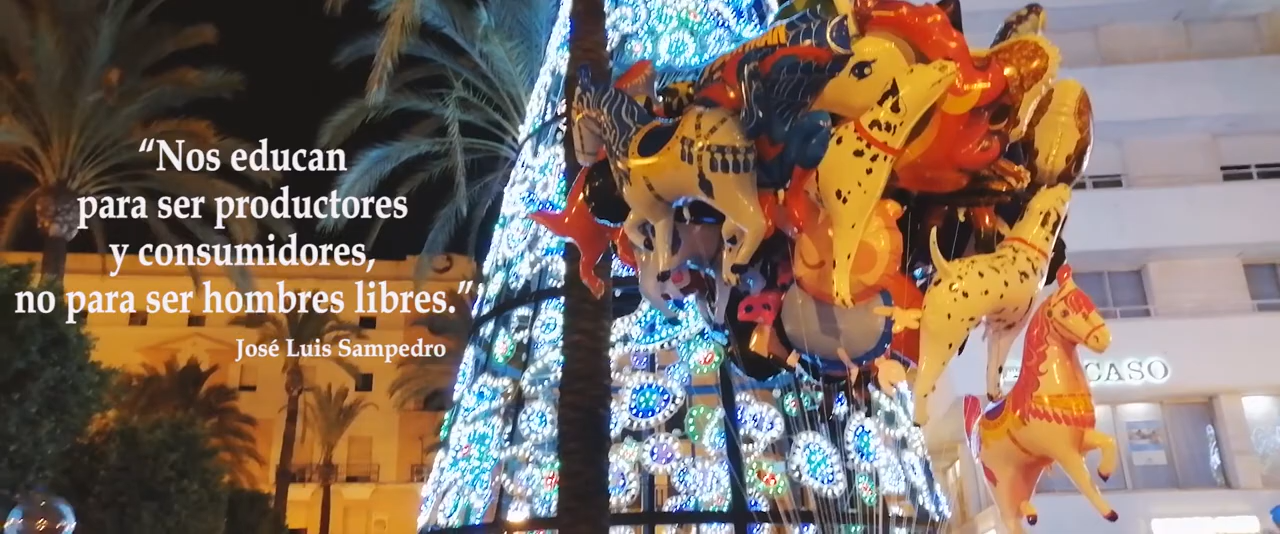 “Nos educan
para ser productores
y consumidores,
no para ser hombres libres.”
José Luis Sampedro
CASO